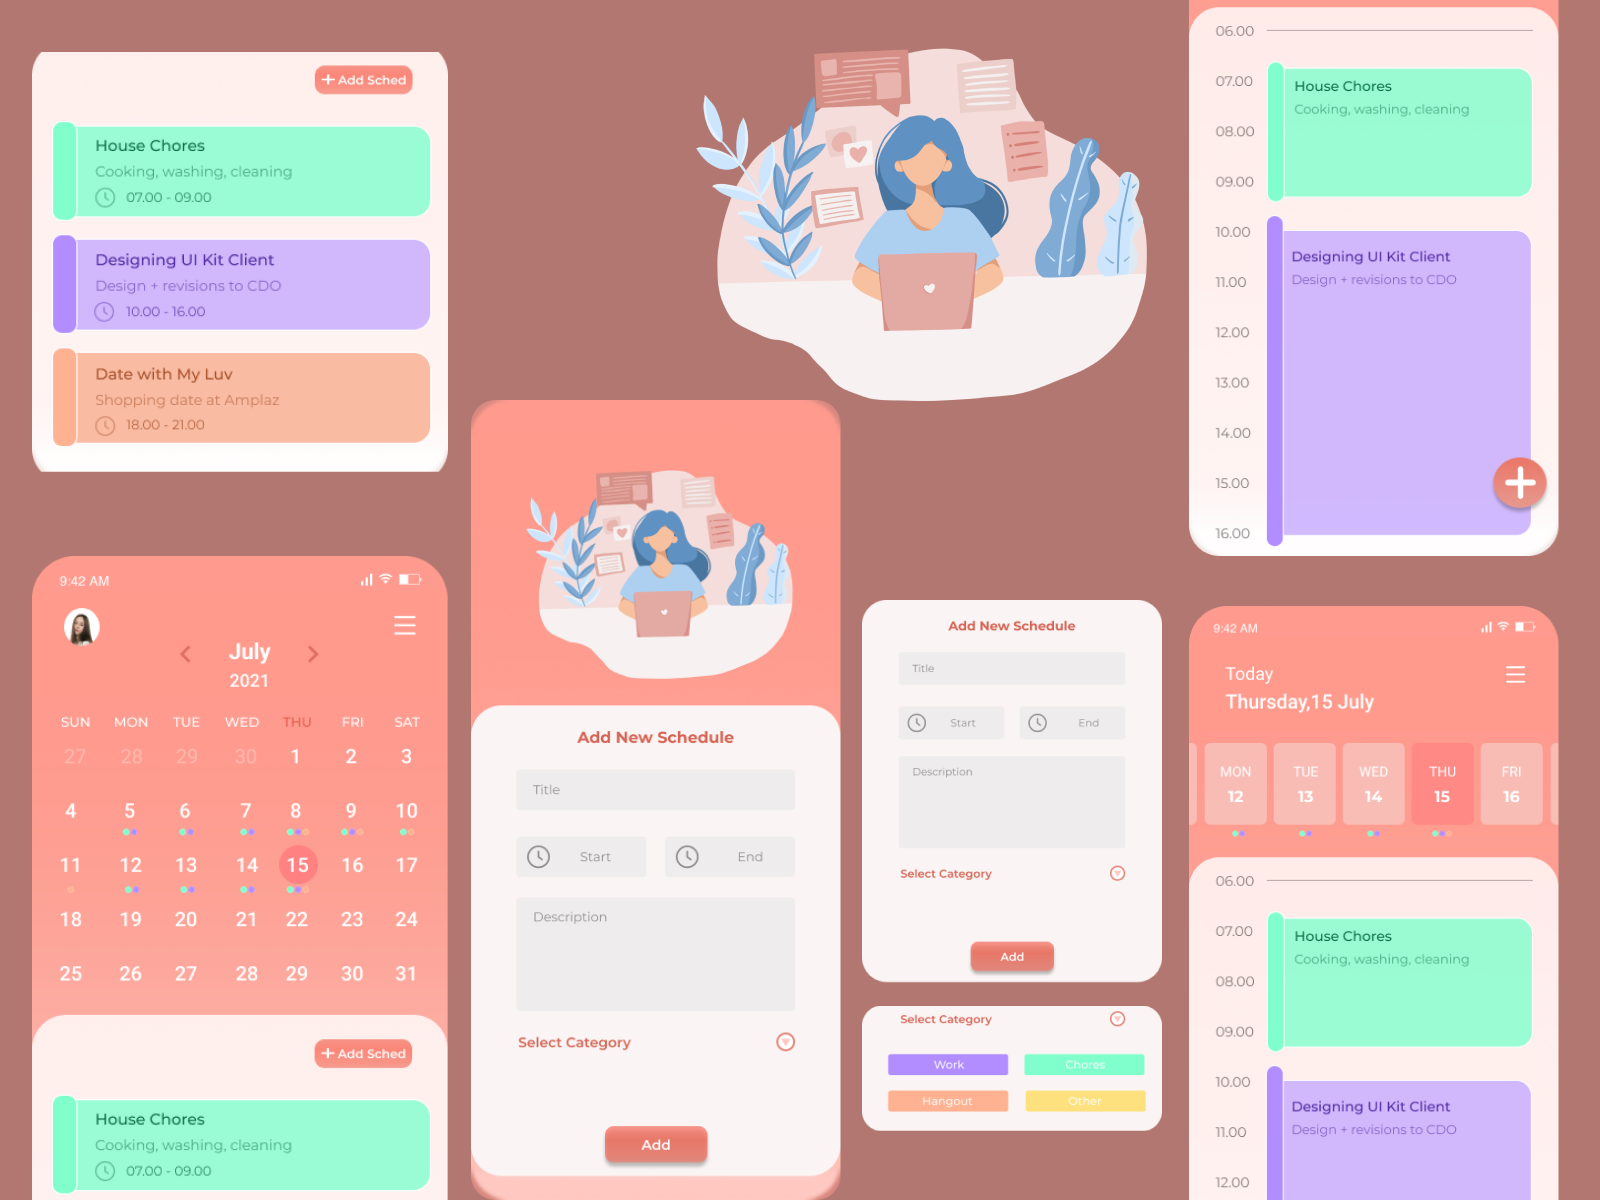 + Add Sched
House Chores
Cooking, washing, cleaning
07.00 - 09.00
Designing UI Kit Client
Design + revisions to CDO
10.00 - 16.00
Date with My Luv
Shopping date at Amplaz
18.00 - 21.00
9:42 AM
July
2021
SUN MON TUE WED THU FRI SAT
27 28 29 30 1 2 3
4 5 6 7 8 9 10
11 12 13 14 15 16 17
18 19 20 21 22 23 24
25 26 27 28 29 30 31
+ Add Sched
House Chores
Cooking, washing, cleaning
07.00 - 09.00
Add New Schedule
Title
Start End
Description
Select Category
Add
Add New Schedule
Title
Start End
Description
Select Category
Add
Select Category
Work Chores
Hangout Other
06.00
07.00 House Chores
Cooking, washing, cleaning
08.00
09.00
10.00
Designing UI Kit Client
11.00 Design + revisions to CDO
12.00
13.00
14.00
15.00
16.00
9:42 AM
Today
Thursday,15 July
MON TUE WED THU FRI
12 13 14 15 16
06.00
07.00 House Chores
Cooking, washing, cleaning
08.00
09.00
10.00
Designing UI Kit Client
11.00 Design + revisions to CDO
12.00